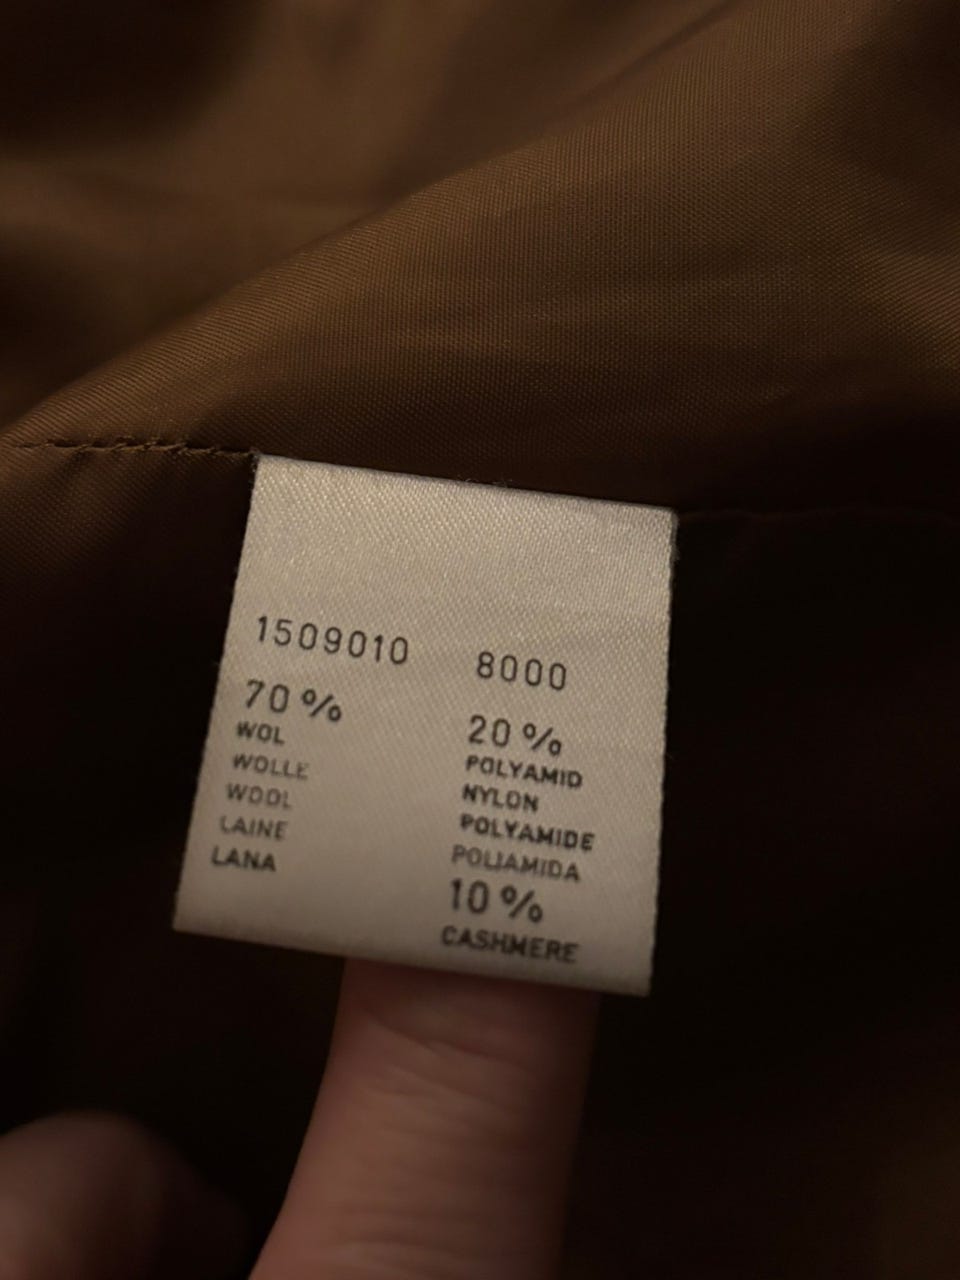 1509010 8000
70%
WOL
WOLLE
WOOL
LAINE
LANA
20%
POLYAMID
NYLON
POLYAMIDE
POLIAMIDA
10%
CASHMERE